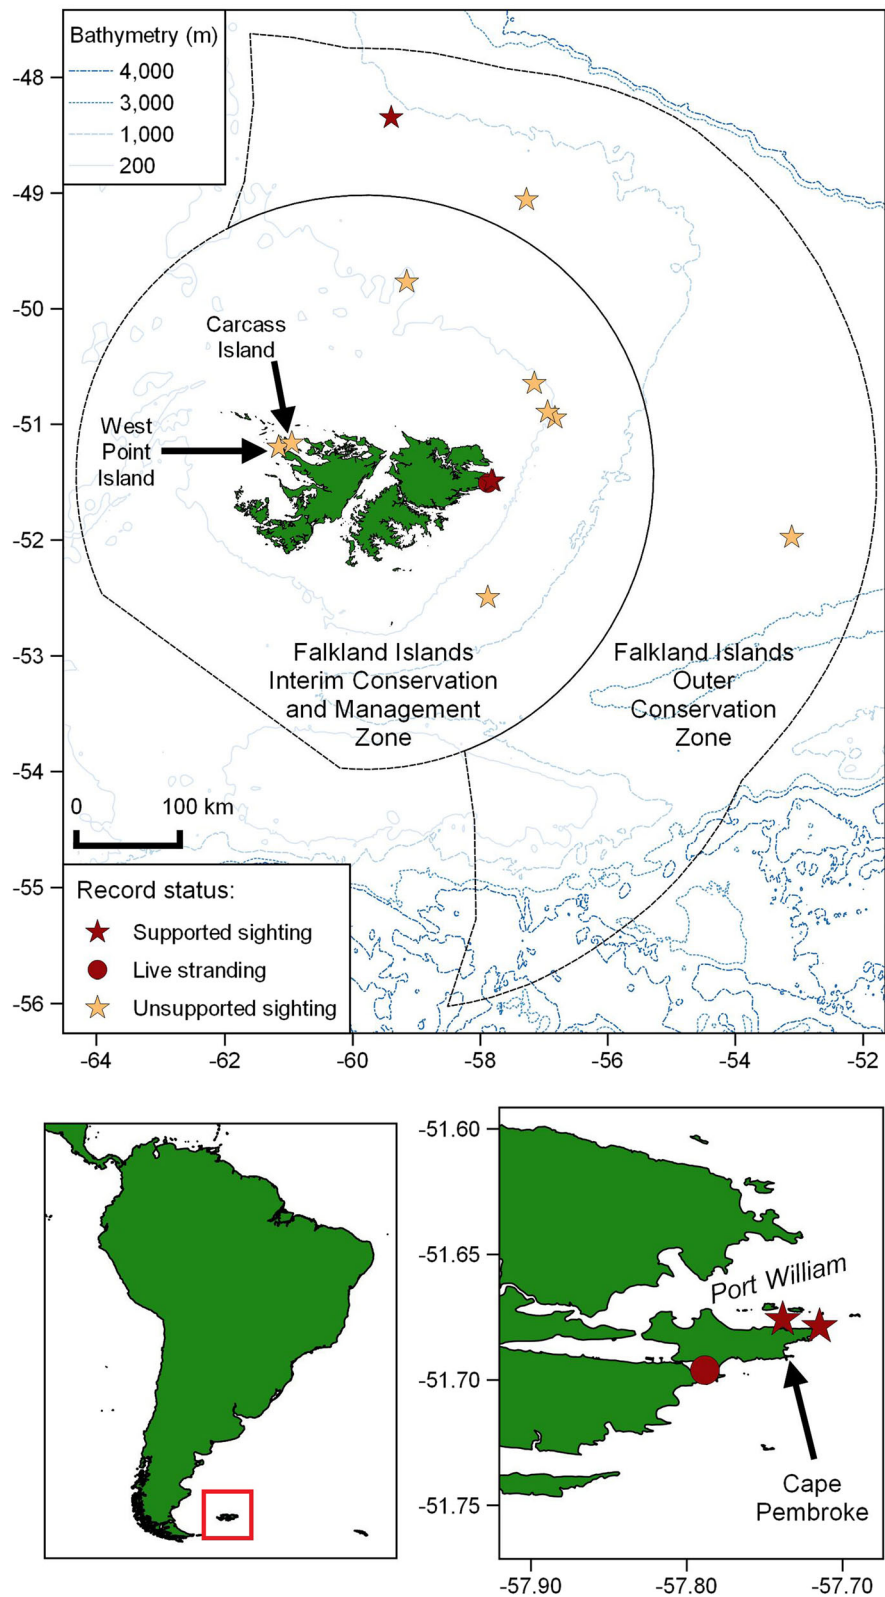 Bathymetry (m)
4,000
3,000
1,000
200
-48
-49
-50
-51
-52
-53
-54
-55
-56
Carcass
Island
West
Point
Island
Falkland Islands
Interim Conservation
and Management
Zone
Falkland Islands
Outer
Conservation
Zone
0 100 km
Record status:
Supported sighting
Live stranding
Unsupported sighting
-64 -62 -60 -58 -56 -54 -52
-51.60
-51.65
-51.70
-51.75
Port William
Cape
Pembroke
-57.90 -57.80 -57.70